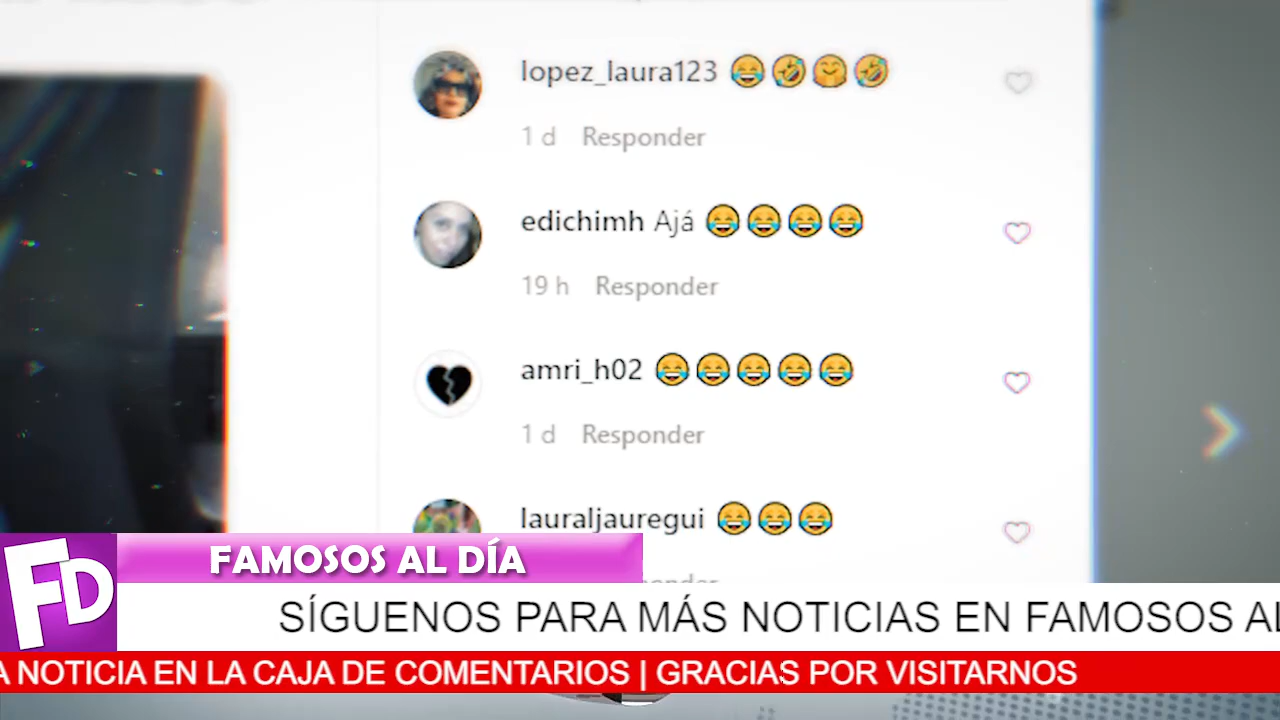 lopez_laura123 😂🤣🤗🤣
1 d Responder
edichimh Ajá 😂😂😂😂
19 h Responder
amri_h02 😂😂😂😂😂
1 d Responder
lauraljauregui 😂😂😂
FD
FAMOSOS AL DÍA
SÍGUENOS PARA MÁS NOTICIAS EN FAMOSOS AL
A NOTICIA EN LA CAJA DE COMENTARIOS | GRACIAS POR VISITARNOS